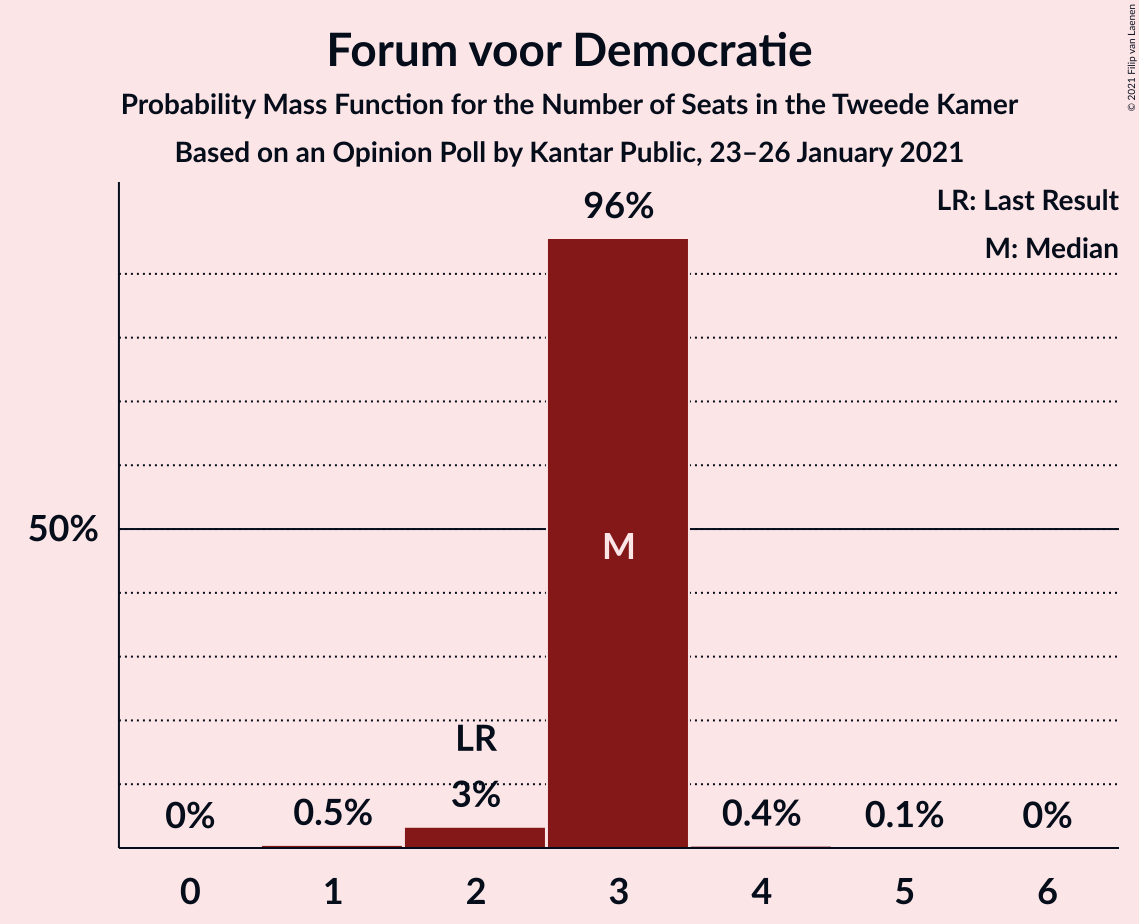 Forum voor Democratie
Probability Mass Function for the Number of Seats in the Tweede Kamer
Based on an Opinion Poll by Kantar Public, 23–26 January 2021
© 2021 Filip van Laenen
LR: Last Result
M: Median
96%
50%
M
LR
3%
0%
0.5%
0.4%
0.1%
0%
0 1 2 3 4 5 6